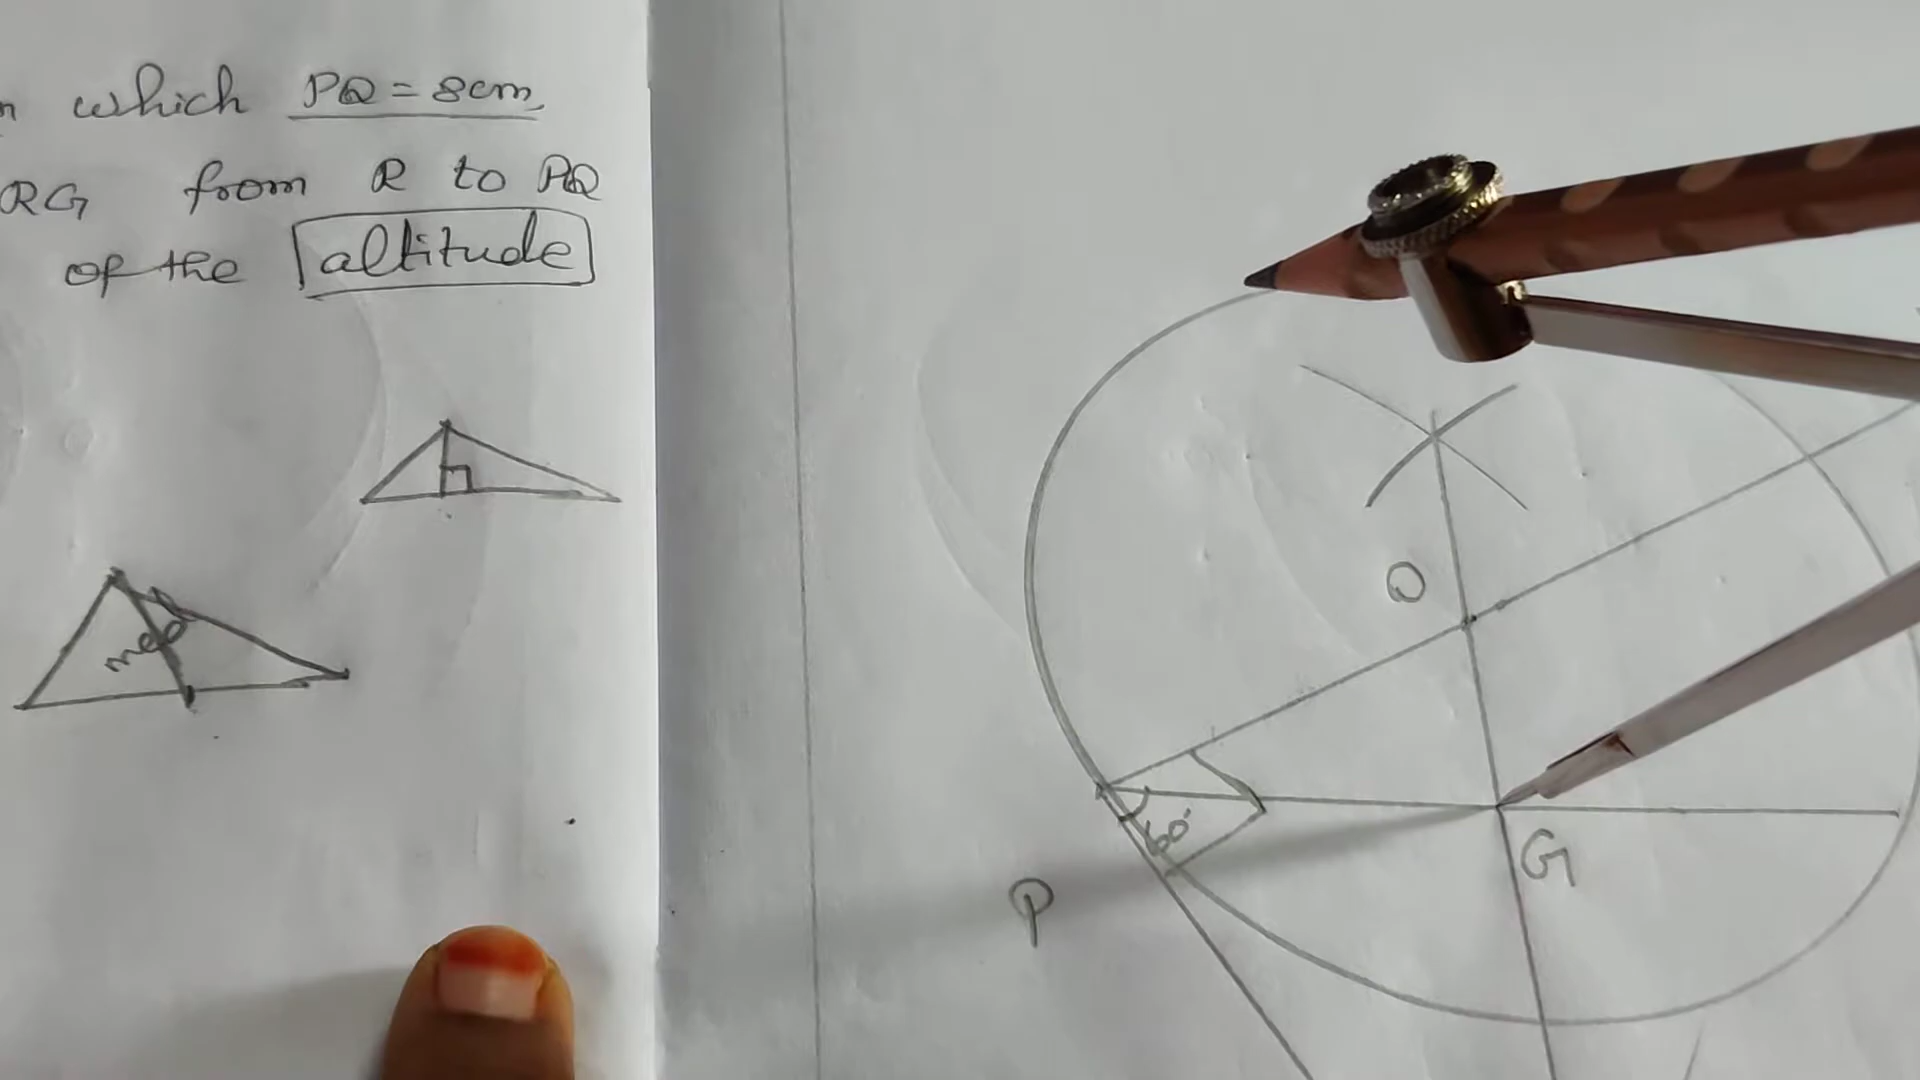 which PQ = 8cm
RG from R to PQ
of the altitude
med
O
60°
P
G